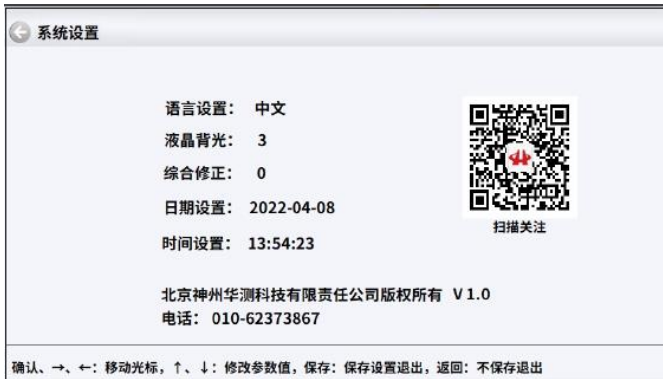 系统设置
语言设置： 中文
液晶背光： 3
综合修正： 0
日期设置： 2022-04-08
时间设置： 13:54:23
扫描关注
北京神州华测科技有限责任公司版权所有 V1.0
电话： 010-62373867
确认、→、←：移动光标，↑、↓：修改参数值，保存：保存设置退出，返回：不保存退出